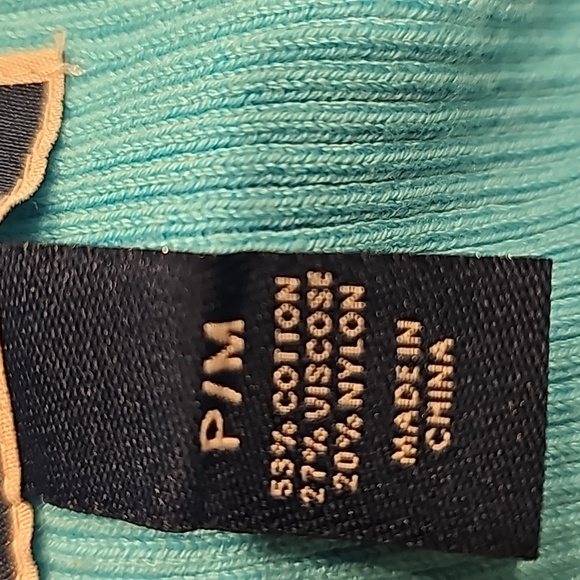 P/M
53% COTTON
27% VISCOSE
20% NYLON
MADE IN
CHINA